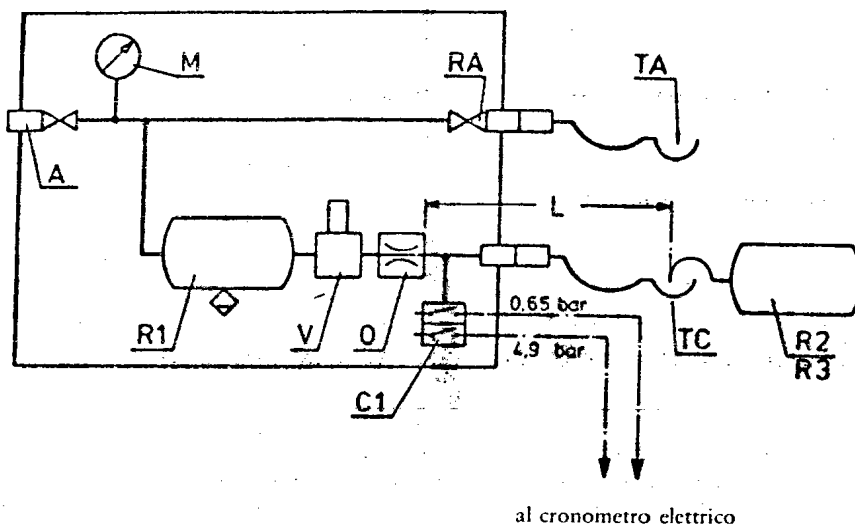 M
RA
TA
A
L
R1
V
O
0,65 bar
4,9 bar
C1
TC
R2
R3
al cronometro elettrico